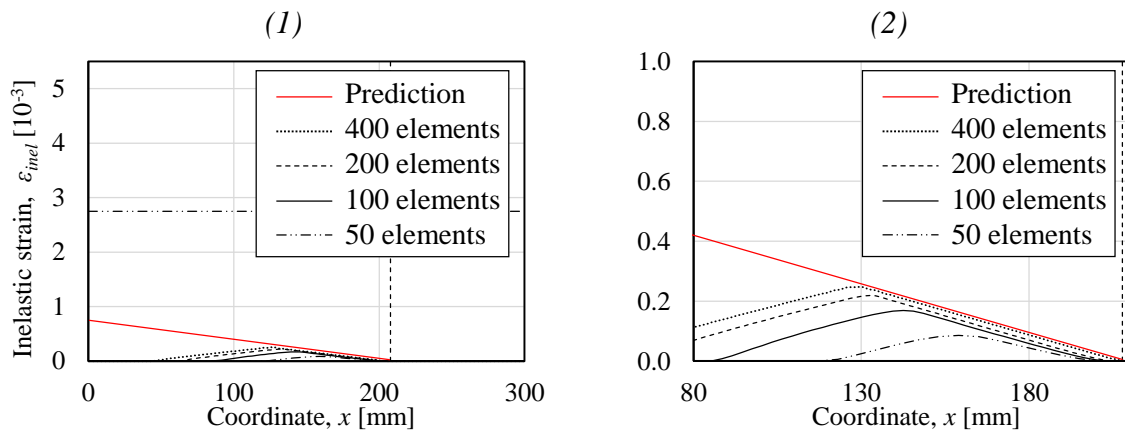 (1)
5
4
3
2
1
0
Inelastic strain, ε_inel [10⁻³]
Prediction
400 elements
200 elements
100 elements
50 elements
0
100
200
300
Coordinate, x [mm]
(2)
1.0
0.8
0.6
0.4
0.2
0.0
Prediction
400 elements
200 elements
100 elements
50 elements
80
130
180
Coordinate, x [mm]